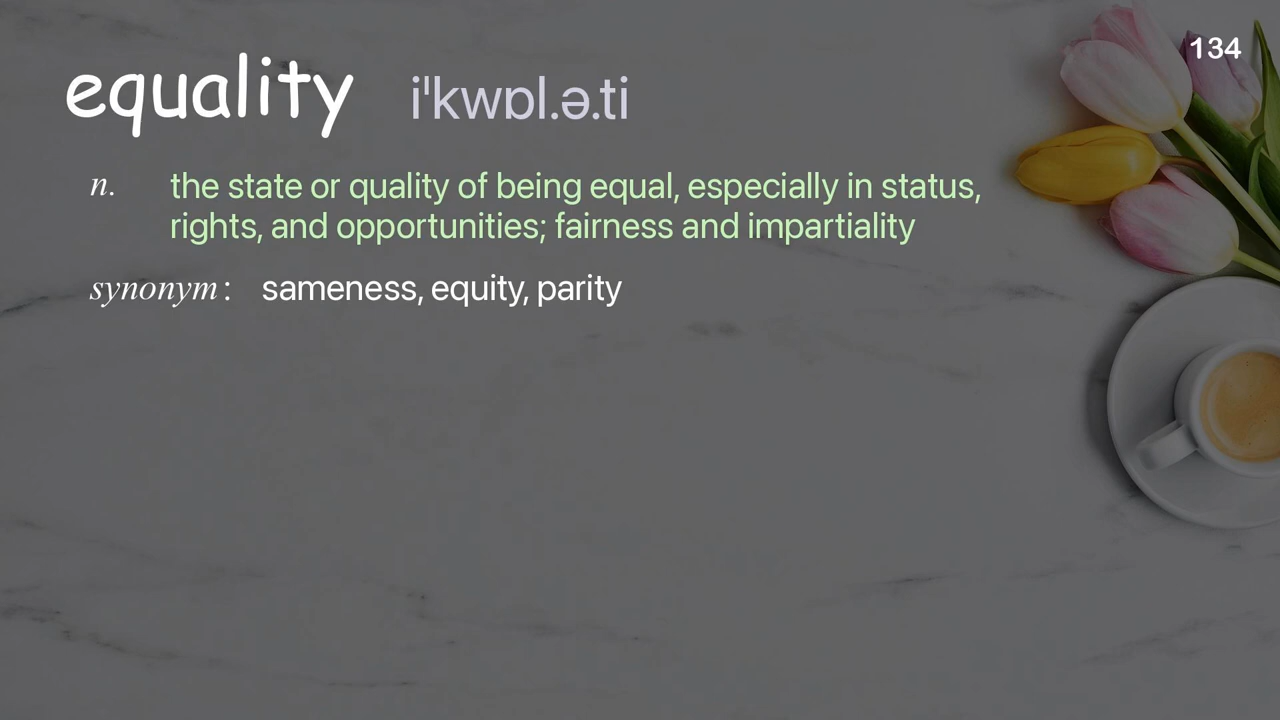 134
equality iˈkwɒl.ə.ti
n. the state or quality of being equal, especially in status,
rights, and opportunities; fairness and impartiality
synonym: sameness, equity, parity